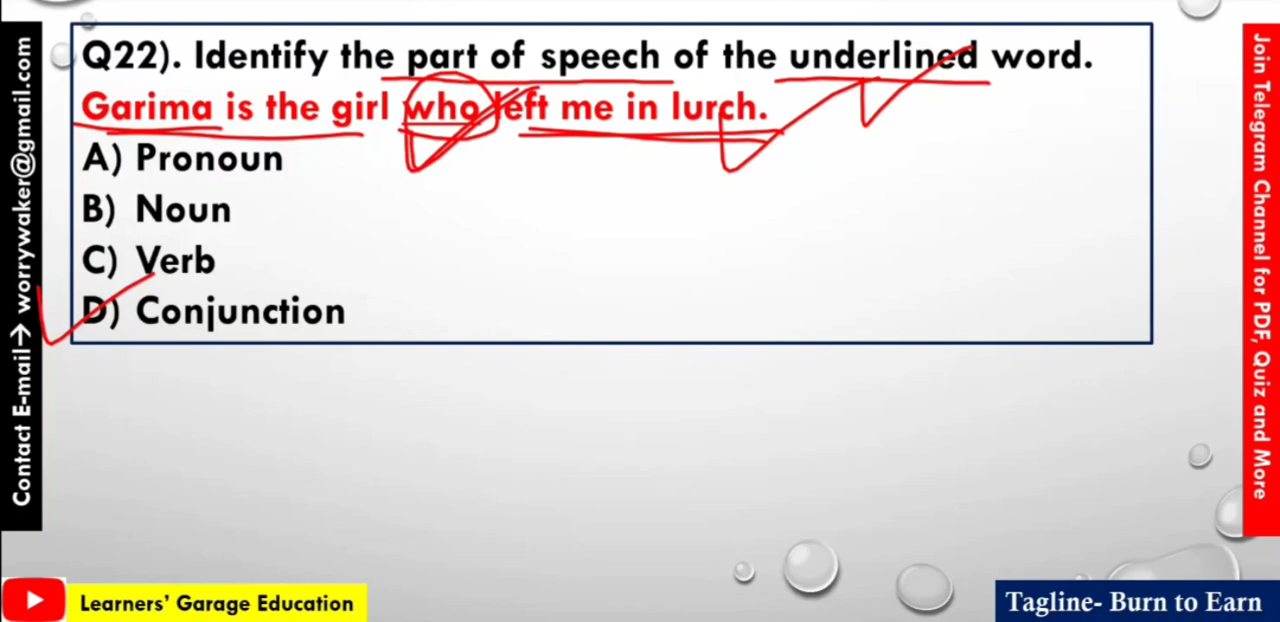 Q22). Identify the part of speech of the underlined word.
Garima is the girl who left me in lurch.
A) Pronoun
B) Noun
C) Verb
D) Conjunction
Contact E-mail→ worrywaker@gmail.com
Join Telegram Channel for PDF, Quiz and More
Learners’ Garage Education
Tagline- Burn to Earn